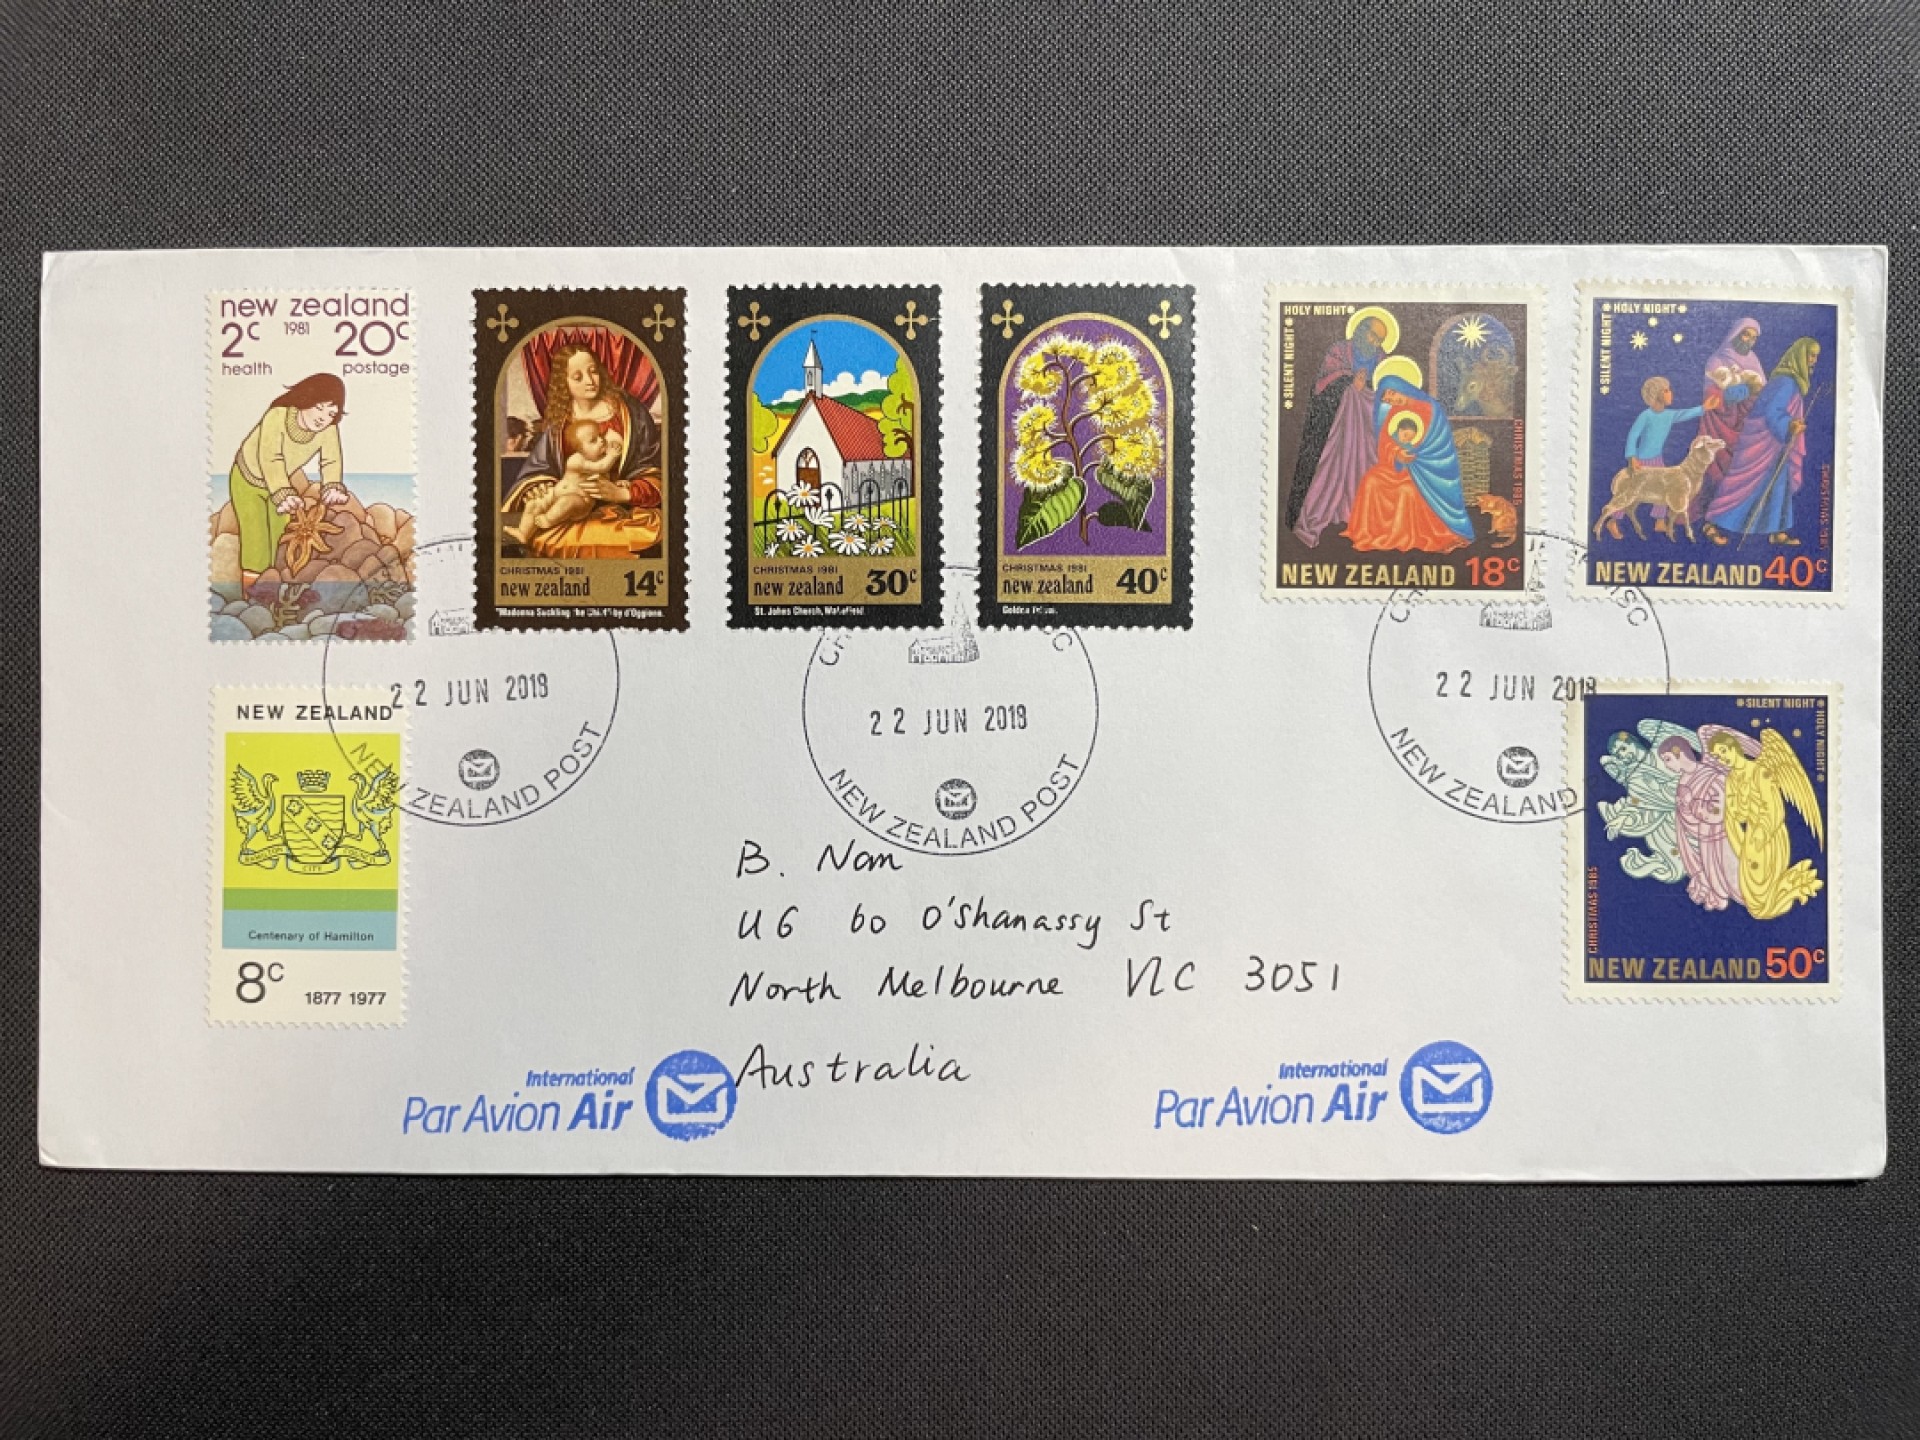 new zealand
2c 1981 20c
health postage
CHRISTMAS 1981
new zealand 14c
"Madonna Suckling the Child" by d'Oggiono.
CHRISTMAS 1981
new zealand 30c
St. Johns Church, Wakefield
CHRISTMAS 1981
new zealand 40c
SILENT NIGHT HOLY NIGHT
CHRISTMAS 1985
NEW ZEALAND 18c
SILENT NIGHT HOLY NIGHT
CHRISTMAS 1985
NEW ZEALAND 40c
22 JUN 2018
NEW ZEALAND POST
22 JUN 2018
NEW ZEALAND POST
22 JUN 2018
NEW ZEALAND
NEW ZEALAND
HAMILTON CITY COUNCIL
Centenary of Hamilton
8c 1877 1977
SILENT NIGHT HOLY NIGHT
CHRISTMAS 1985
NEW ZEALAND 50c
B. Nam
U6 60 O'Shanassy St
North Melbourne VIC 3051
Australia
International
Par Avion Air
International
Par Avion Air